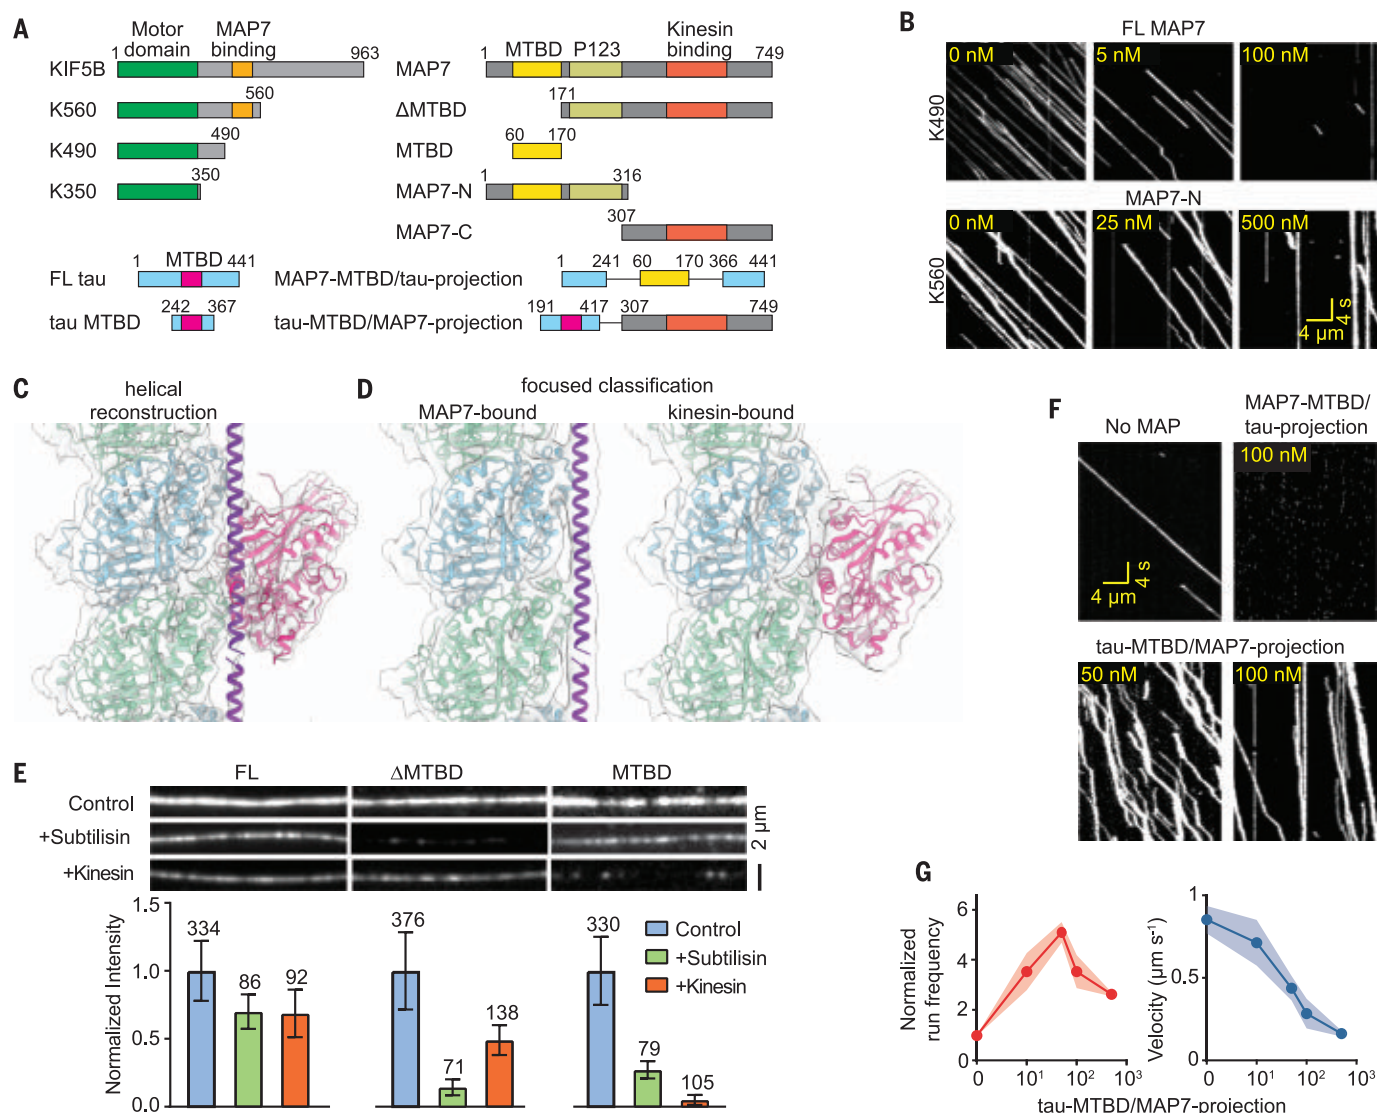 A
Motor domain
MAP7 binding
1
963
KIF5B
560
K560
490
K490
350
K350
1
MTBD
441
FL tau
242
367
tau MTBD
Kinesin binding
1
MTBD
P123
749
MAP7
171
ΔMTBD
60
170
MTBD
1
316
MAP7-N
307
MAP7-C
1
241
60
170
366
441
MAP7-MTBD/tau-projection
191
417
307
749
tau-MTBD/MAP7-projection
B
FL MAP7
0 nM
5 nM
100 nM
K490
MAP7-N
0 nM
25 nM
500 nM
K560
4 s
4 µm
C
helical
reconstruction
D
focused classification
MAP7-bound
kinesin-bound
F
No MAP
MAP7-MTBD/
tau-projection
100 nM
4 s
4 µm
tau-MTBD/MAP7-projection
50 nM
100 nM
E
FL
ΔMTBD
MTBD
Control
+Subtilisin
+Kinesin
2 µm
Normalized Intensity
1.5
1.0
0.5
0.0
334
86
92
376
71
138
330
79
105
Control
+Subtilisin
+Kinesin
G
Normalized
run frequency
6
4
2
0
0
10¹
10²
10³
Velocity (µm s⁻¹)
1
0.5
0
0
10¹
10²
10³
tau-MTBD/MAP7-projection